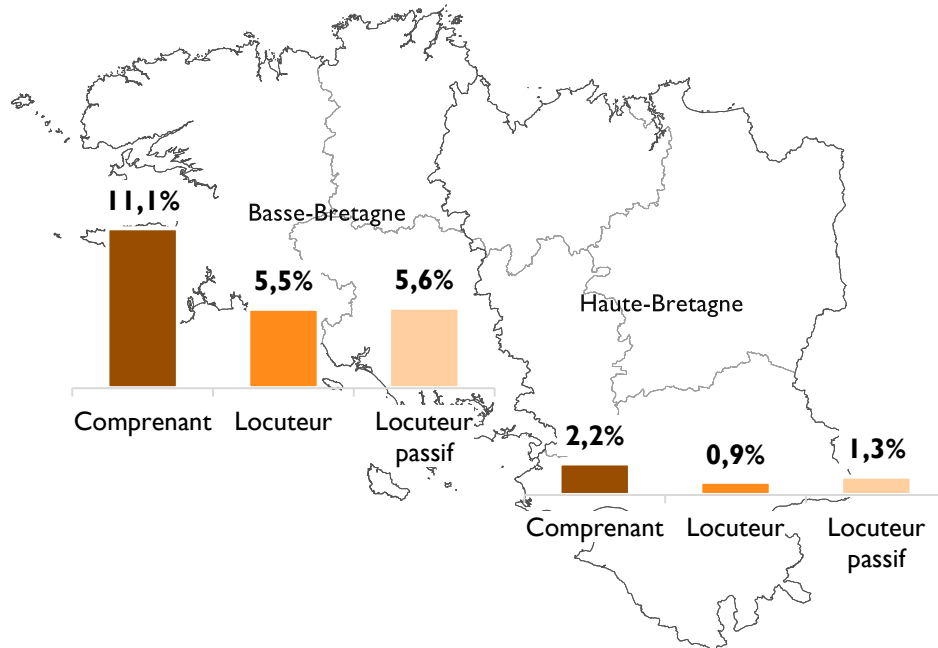 11,1%
Basse-Bretagne
5,5%
5,6%
Haute-Bretagne
Comprenant
Locuteur
Locuteur
passif
2,2%
0,9%
1,3%
Comprenant
Locuteur
Locuteur
passif